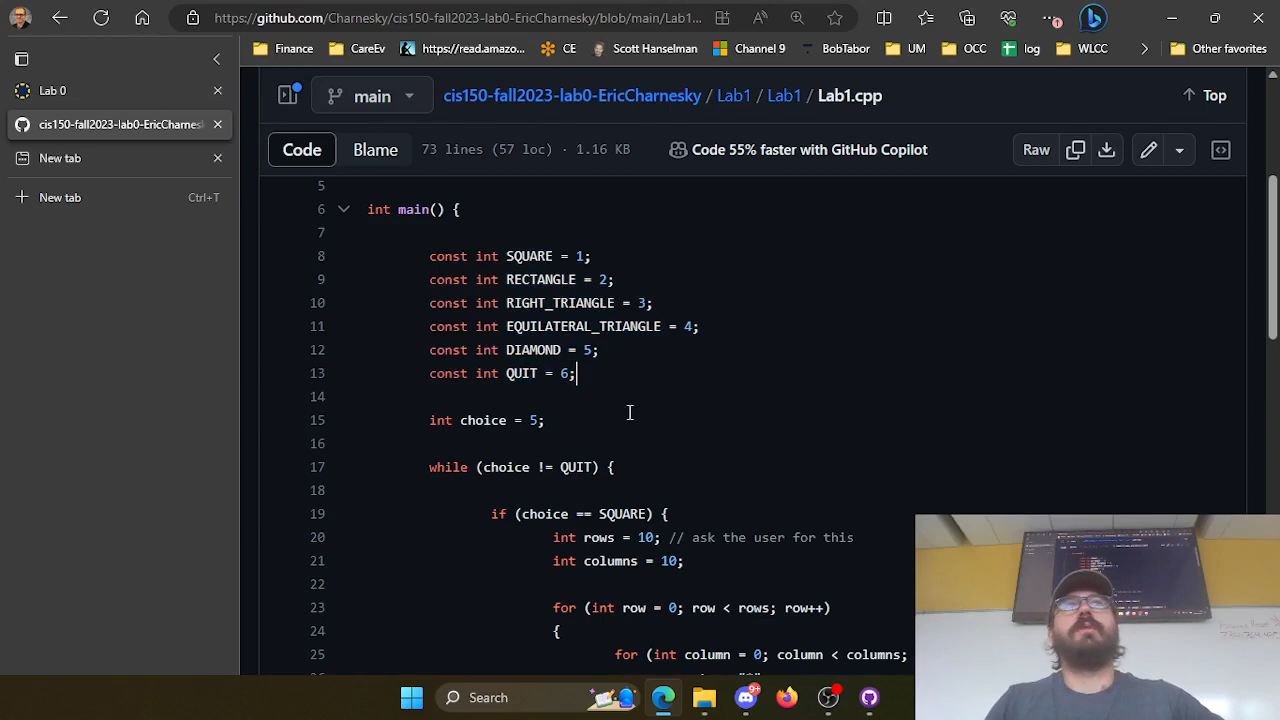 https://github.com/Charnesky/cis150-fall2023-lab0-EricCharnesky/blob/main/Lab1...
Finance
CareEv
https://read.amazo...
CE
Scott Hanselman
Channel 9
BobTabor
UM
OCC
log
WLCC
Other favorites
Lab 0
cis150-fall2023-lab0-EricCharnes
New tab
New tab
Ctrl+T
main
cis150-fall2023-lab0-EricCharnesky / Lab1 / Lab1 / Lab1.cpp
Top
Code
Blame
73 lines (57 loc) · 1.16 KB
Code 55% faster with GitHub Copilot
Raw
5
6 int main() {
7
8 const int SQUARE = 1;
9 const int RECTANGLE = 2;
10 const int RIGHT_TRIANGLE = 3;
11 const int EQUILATERAL_TRIANGLE = 4;
12 const int DIAMOND = 5;
13 const int QUIT = 6;
14
15 int choice = 5;
16
17 while (choice != QUIT) {
18
19 if (choice == SQUARE) {
20 int rows = 10; // ask the user for this
21 int columns = 10;
22
23 for (int row = 0; row < rows; row++)
24 {
25 for (int column = 0; column < columns;
Search